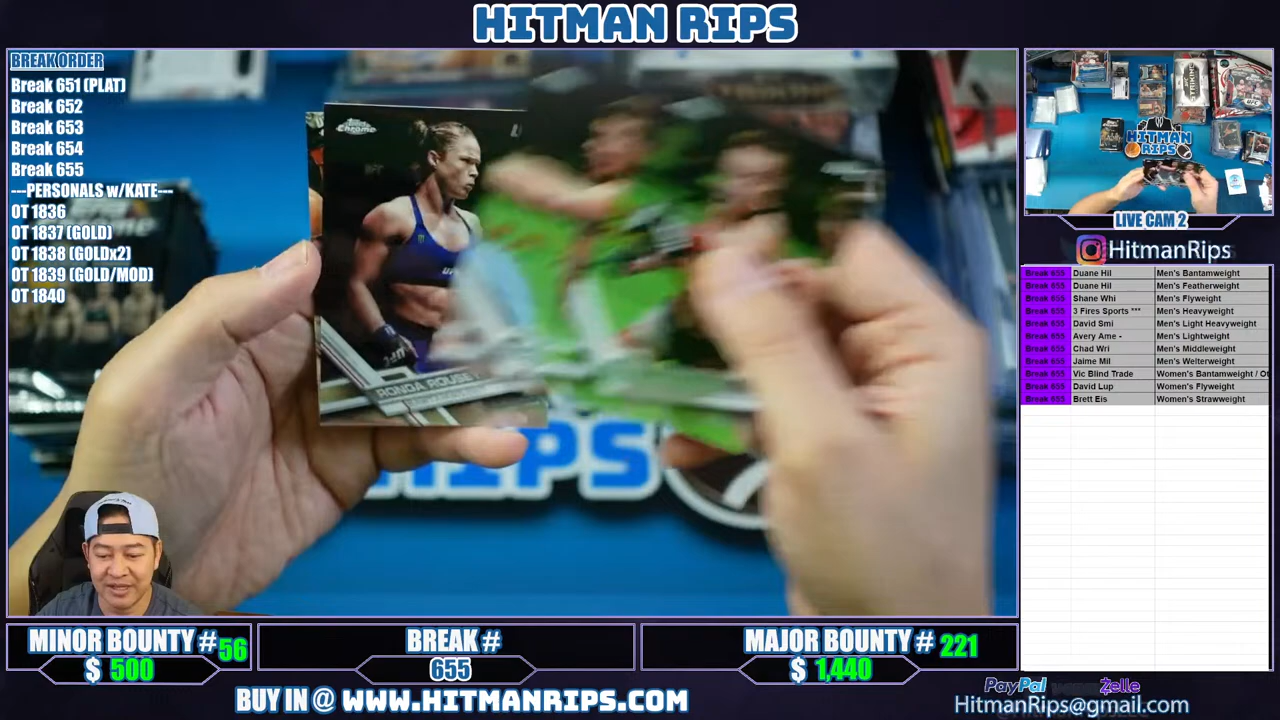 HITMAN RIPS
BREAK ORDER
Break 651 (PLAT)
Break 652
Break 653
Break 654
Break 655
---PERSONALS w/KATE---
OT 1836
OT 1837 (GOLD)
OT 1838 (GOLDx2)
OT 1839 (GOLD/MOD)
OT 1840
Topps
Chrome
RONDA ROUSE
RIPS
HITMAN
RIPS
LIVE CAM 2
HitmanRips
Break 655 Duane Hil Men's Bantamweight
Break 655 Duane Hil Men's Featherweight
Break 655 Shane Whi Men's Flyweight
Break 655 3 Fires Sports *** Men's Heavyweight
Break 655 David Smi Men's Light Heavyweight
Break 655 Avery Ame - Men's Lightweight
Break 655 Chad Wri Men's Middleweight
Break 655 Jaime Mil Men's Welterweight
Break 655 Vic Blind Trade Women's Bantamweight / Ot
Break 655 David Lup Women's Flyweight
Break 655 Brett Eis Women's Strawweight
MINOR BOUNTY # 56
$ 500
BREAK #
655
MAJOR BOUNTY # 221
$ 1,440
BUY IN @ WWW.HITMANRIPS.COM
PayPal Zelle
HitmanRips@gmail.com